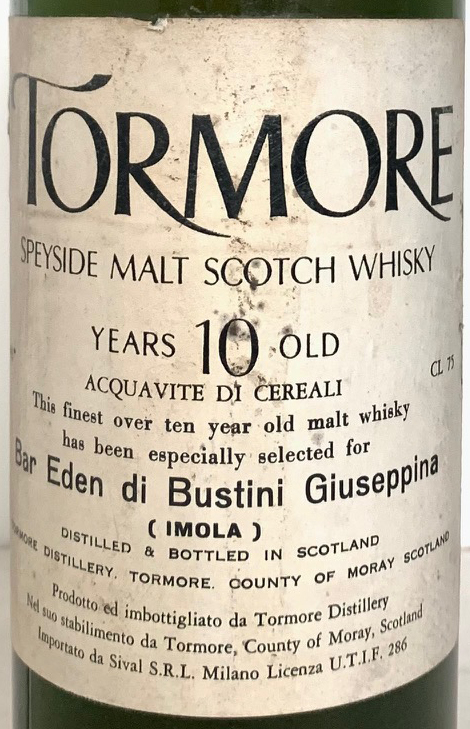 TORMORE
SPEYSIDE MALT SCOTCH WHISKY
YEARS 10 OLD
ACQUAVITE DI CEREALI
CL 75
This finest over ten year old malt whisky
has been especially selected for
Bar Eden di Bustini Giuseppina
( IMOLA )
DISTILLED & BOTTLED IN SCOTLAND
TORMORE DISTILLERY. TORMORE. COUNTY OF MORAY SCOTLAND
Prodotto ed imbottigliato da Tormore Distillery
Nel suo stabilimento da Tormore, County of Moray, Scotland
Importato da Sival S.R.L. Milano Licenza U.T.I.F. 286